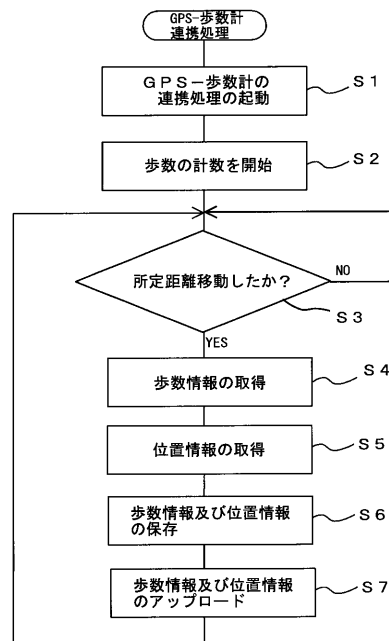 GPS-歩数計
連携処理
GPS-歩数計の
連携処理の起動
S1
歩数の計数を開始
S2
所定距離移動したか？
NO
S3
YES
歩数情報の取得
S4
位置情報の取得
S5
歩数情報及び位置情報
の保存
S6
歩数情報及び位置情報
のアップロード
S7